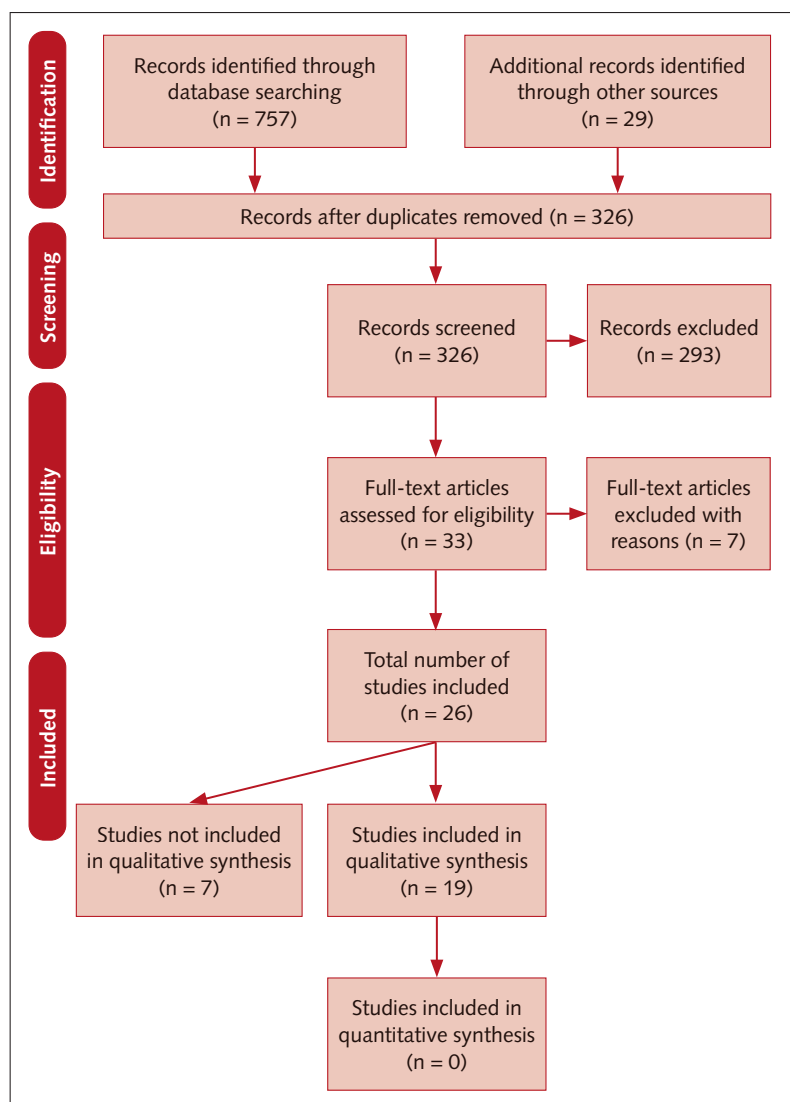 Identification
Records identified through
database searching
(n = 757)
Additional records identified
through other sources
(n = 29)
Records after duplicates removed (n = 326)
Screening
Records screened
(n = 326)
Records excluded
(n = 293)
Eligibility
Full-text articles
assessed for eligibility
(n = 33)
Full-text articles
excluded with
reasons (n = 7)
Included
Total number of
studies included
(n = 26)
Studies not included
in qualitative synthesis
(n = 7)
Studies included in
qualitative synthesis
(n = 19)
Studies included in
quantitative synthesis
(n = 0)